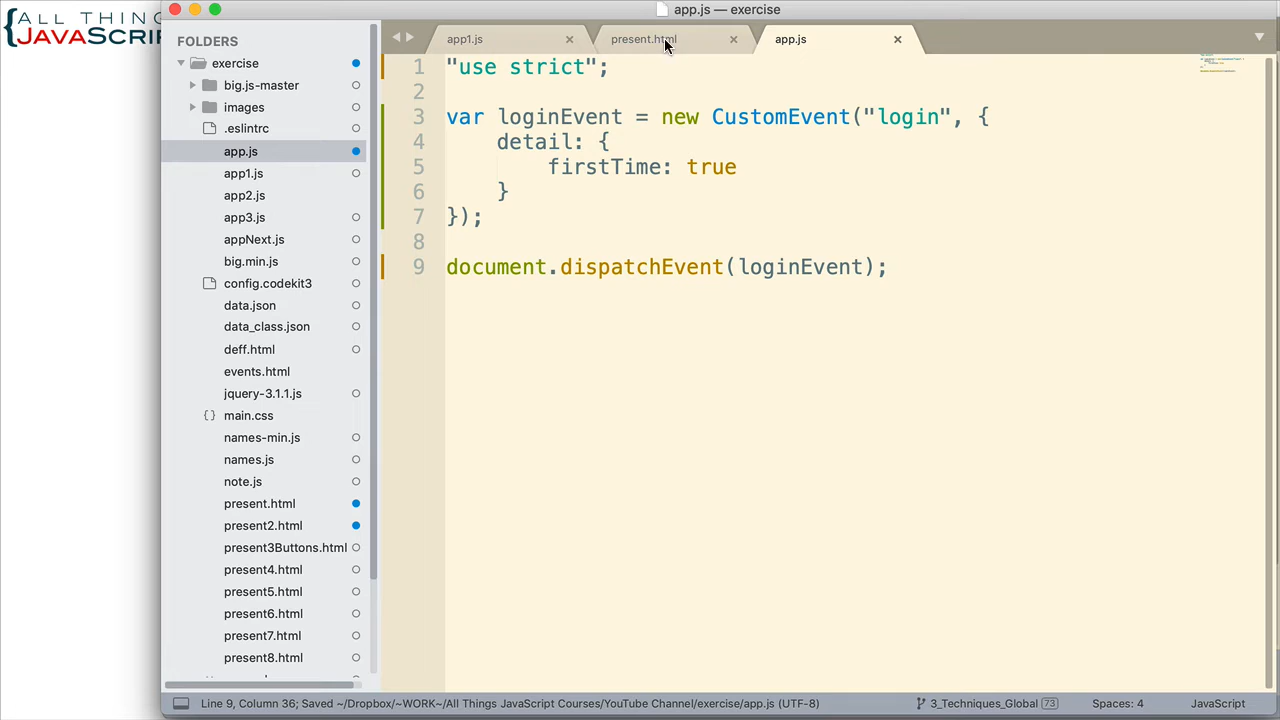 {ALL THIN
JAVASCRI
app.js — exercise
FOLDERS
exercise
big.js-master
images
.eslintrc
app.js
app1.js
app2.js
app3.js
appNext.js
big.min.js
config.codekit3
data.json
data_class.json
deff.html
events.html
jquery-3.1.1.js
{} main.css
names-min.js
names.js
note.js
present.html
present2.html
present3Buttons.html
present4.html
present5.html
present6.html
present7.html
present8.html
app1.js
present.html
app.js
1 "use strict";
2
3 var loginEvent = new CustomEvent("login", {
4 detail: {
5 firstTime: true
6 }
7 });
8
9 document.dispatchEvent(loginEvent);
Line 9, Column 36; Saved ~/Dropbox/~WORK~/All Things JavaScript Courses/YouTube Channel/exercise/app.js (UTF-8)
3_Techniques_Global 73
Spaces: 4
JavaScript